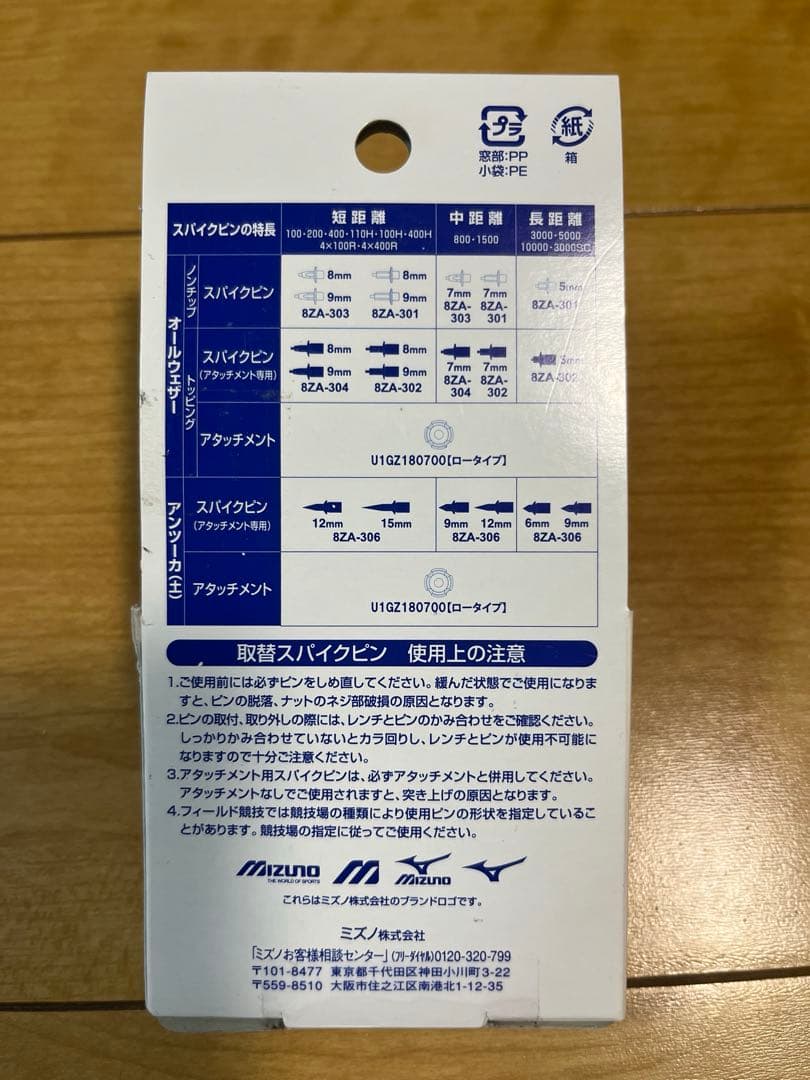 プラ
紙
窓部:PP
小袋:PE
箱
スパイクピンの特長
短距離
100・200・400・110H・100H・400H
4×100R・4×400R
中距離
800・1500
長距離
3000・5000
10000・3000SC
オールウェザー
ノンチップ
スパイクピン
8mm 8mm
9mm 9mm
8ZA-303 8ZA-301
7mm 7mm
8ZA-303 8ZA-301
5mm
8ZA-301
トッピング
スパイクピン
(アタッチメント専用)
8mm 8mm
9mm 9mm
8ZA-304 8ZA-302
7mm 7mm
8ZA-304 8ZA-302
3mm
8ZA-302
アタッチメント
U1GZ180700【ロータイプ】
アンツーカ(土)
スパイクピン
(アタッチメント専用)
12mm 15mm
8ZA-306
9mm 12mm
8ZA-306
6mm 9mm
8ZA-306
アタッチメント
U1GZ180700【ロータイプ】
取替スパイクピン 使用上の注意
1.ご使用前には必ずピンをしめ直してください。緩んだ状態でご使用になりま
すと、ピンの脱落、ナットのネジ部破損の原因となります。
2.ピンの取付、取り外しの際には、レンチとピンのかみ合わせをご確認ください。
しっかりかみ合わせていないとカラ回りし、レンチとピンが使用不可能に
なりますので十分ご注意ください。
3.アタッチメント用スパイクピンは、必ずアタッチメントと併用してください。
アタッチメントなしでご使用されますと、突き上げの原因となります。
4.フィールド競技では競技場の種類により使用ピンの形状を指定しているこ
とがあります。競技場の指定に従ってご使用ください。
MIZUNO
THE WORLD OF SPORTS
MIZUNO
これらはミズノ株式会社のブランドロゴです。
ミズノ株式会社
「ミズノお客様相談センター」(フリーダイヤル)0120-320-799
〒101-8477 東京都千代田区神田小川町3-22
〒559-8510 大阪市住之江区南港北1-12-35